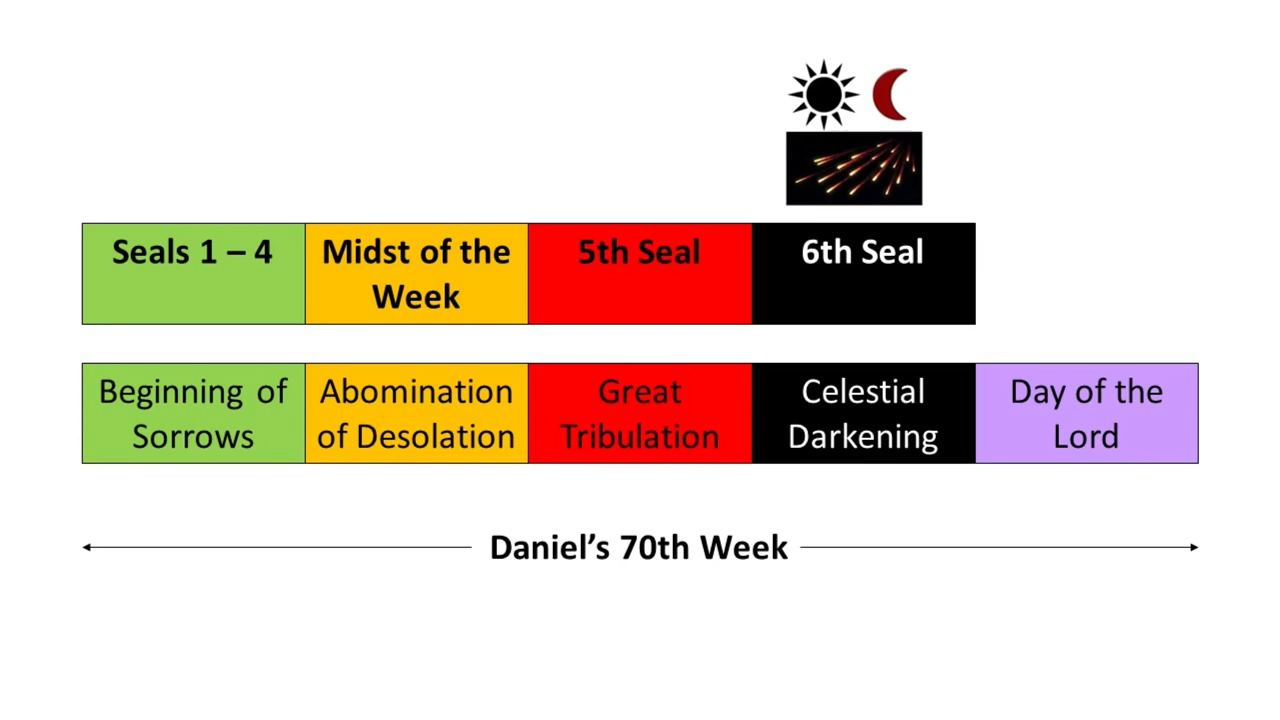 Seals 1 – 4
Midst of the
Week
5th Seal
6th Seal
Beginning of
Sorrows
Abomination
of Desolation
Great
Tribulation
Celestial
Darkening
Day of the
Lord
Daniel’s 70th Week